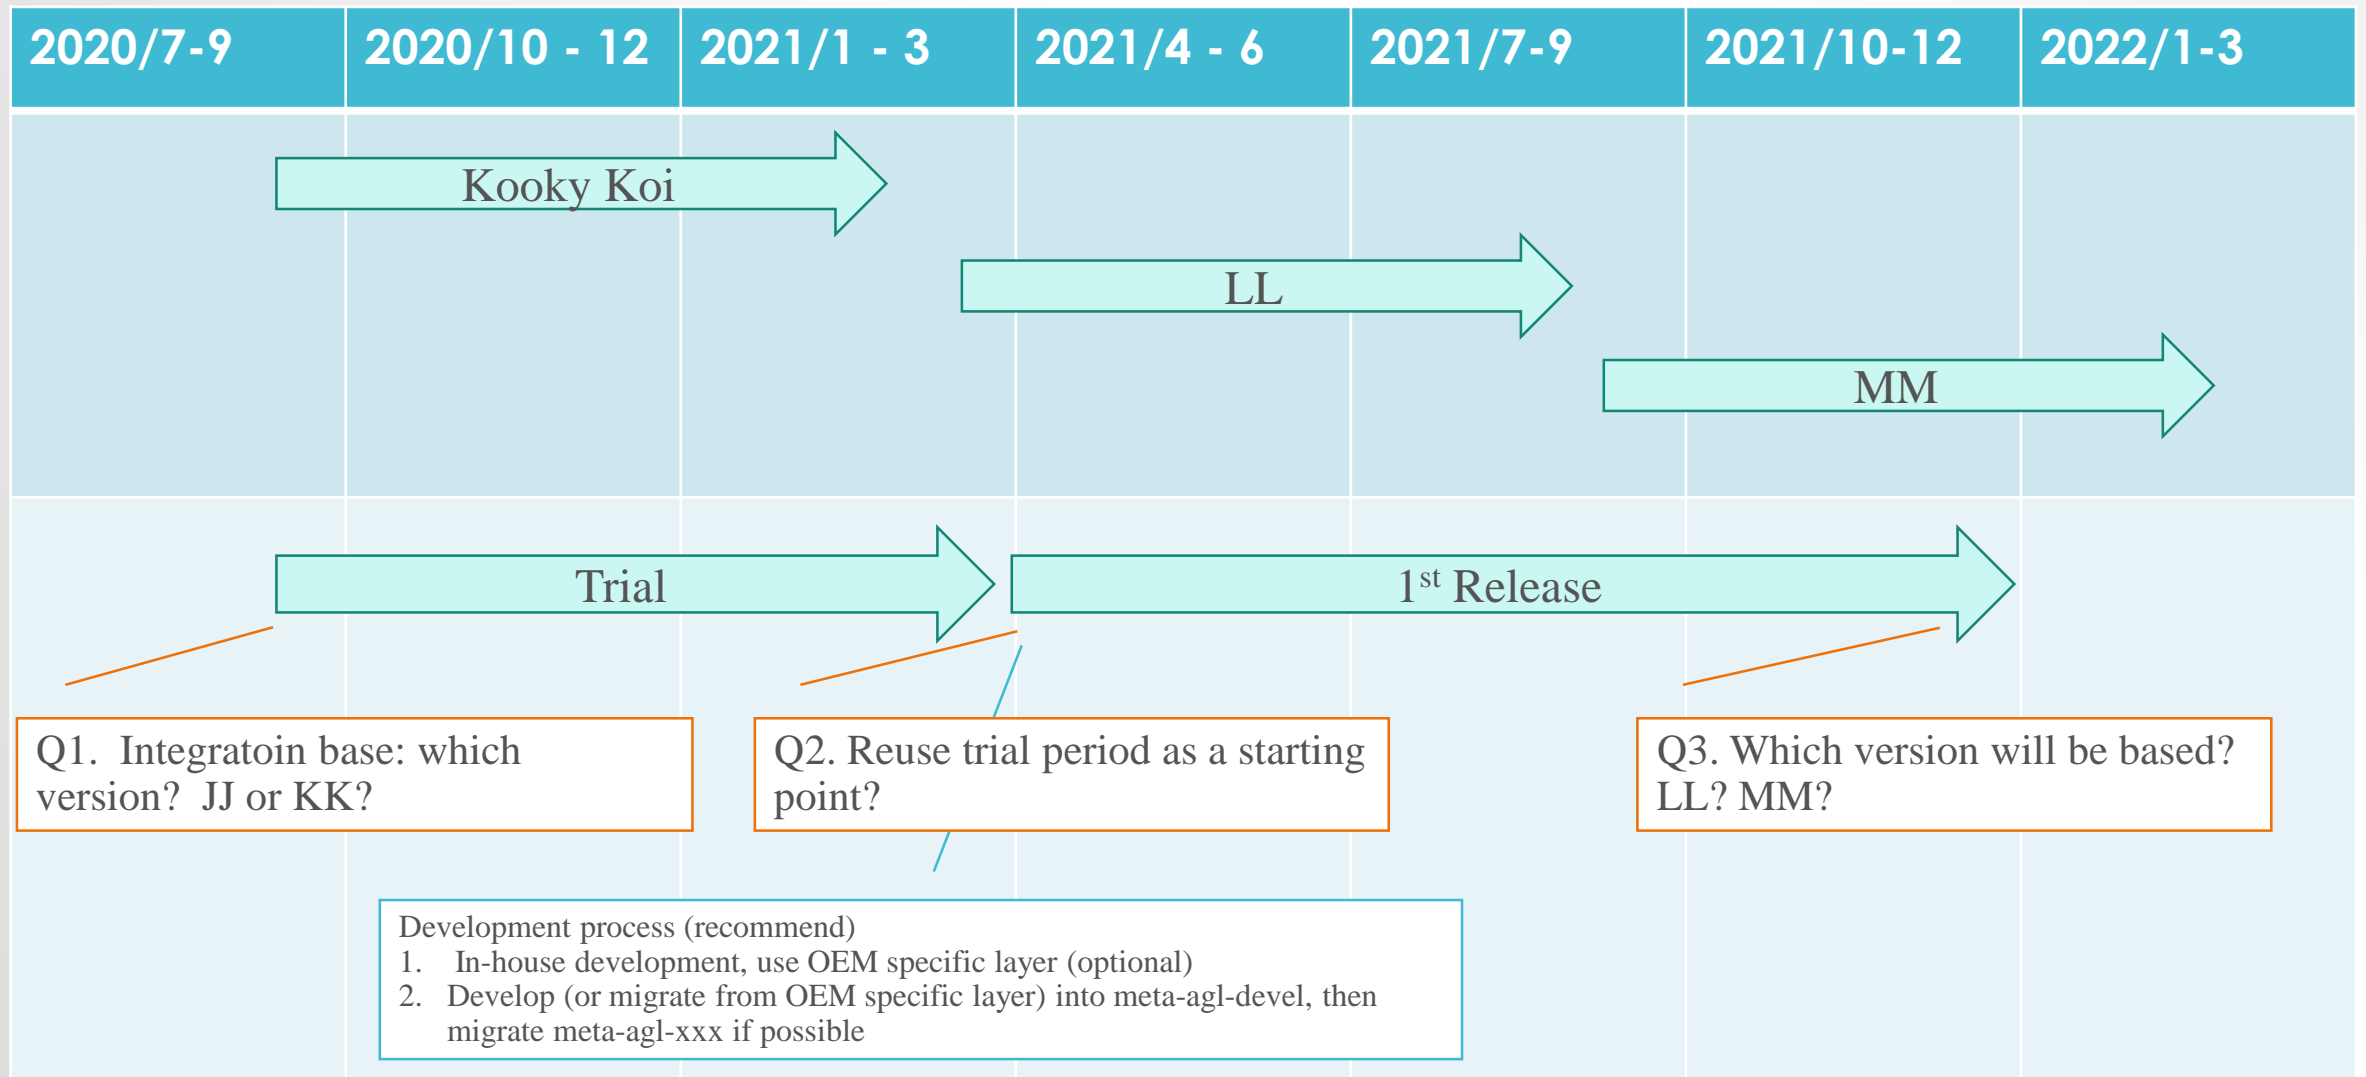 2020/7-9
2020/10 - 12
2021/1 - 3
2021/4 - 6
2021/7-9
2021/10-12
2022/1-3
Kooky Koi
LL
MM
Trial
1st Release
Q1.  Integratoin base: which
version?  JJ or KK?
Q2. Reuse trial period as a starting
point?
Q3. Which version will be based?
LL? MM?
Development process (recommend)
1. In-house development, use OEM specific layer (optional)
2. Develop (or migrate from OEM specific layer) into meta-agl-devel, then
migrate meta-agl-xxx if possible